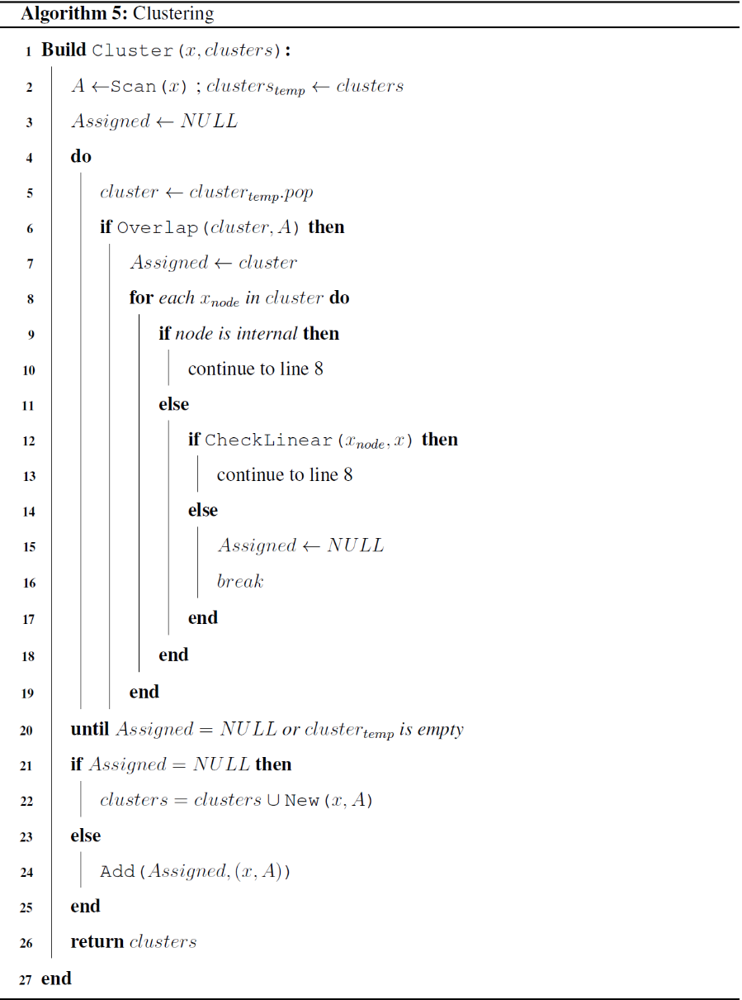 Algorithm 5: Clustering
1 Build Cluster(x, clusters):
2 A ←Scan(x) ; clusters_temp ← clusters
3 Assigned ← NULL
4 do
5 cluster ← cluster_temp.pop
6 if Overlap(cluster, A) then
7 Assigned ← cluster
8 for each x_node in cluster do
9 if node is internal then
10 continue to line 8
11 else
12 if CheckLinear(x_node, x) then
13 continue to line 8
14 else
15 Assigned ← NULL
16 break
17 end
18 end
19 end
20 until Assigned = NULL or cluster_temp is empty
21 if Assigned = NULL then
22 clusters = clusters ∪ New(x, A)
23 else
24 Add(Assigned, (x, A))
25 end
26 return clusters
27 end